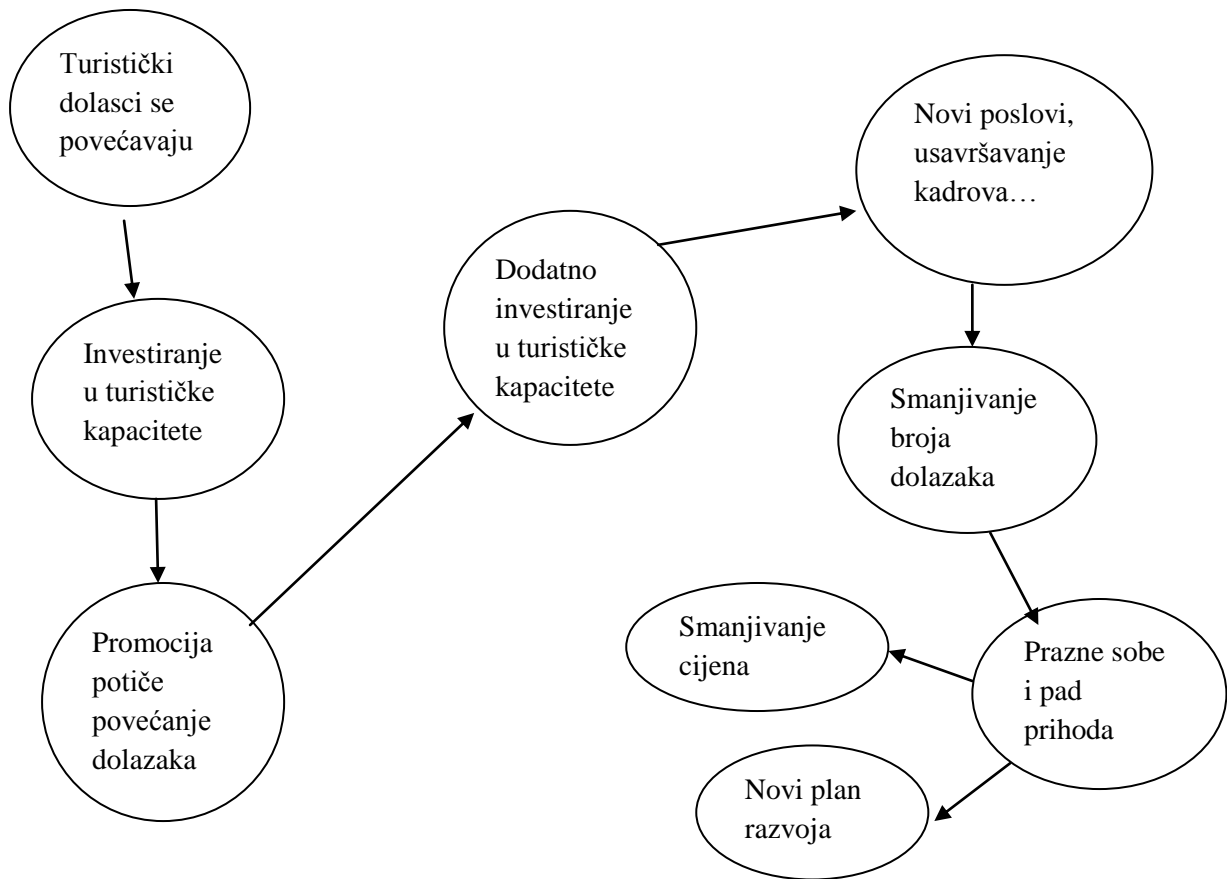 Turistički
dolasci se
povećavaju
Investiranje
u turističke
kapacitete
Promocija
potiče
povećanje
dolazaka
Dodatno
investiranje
u turističke
kapacitete
Novi poslovi,
usavršavanje
kadrova…
Smanjivanje
broja
dolazaka
Prazne sobe
i pad
prihoda
Smanjivanje
cijena
Novi plan
razvoja